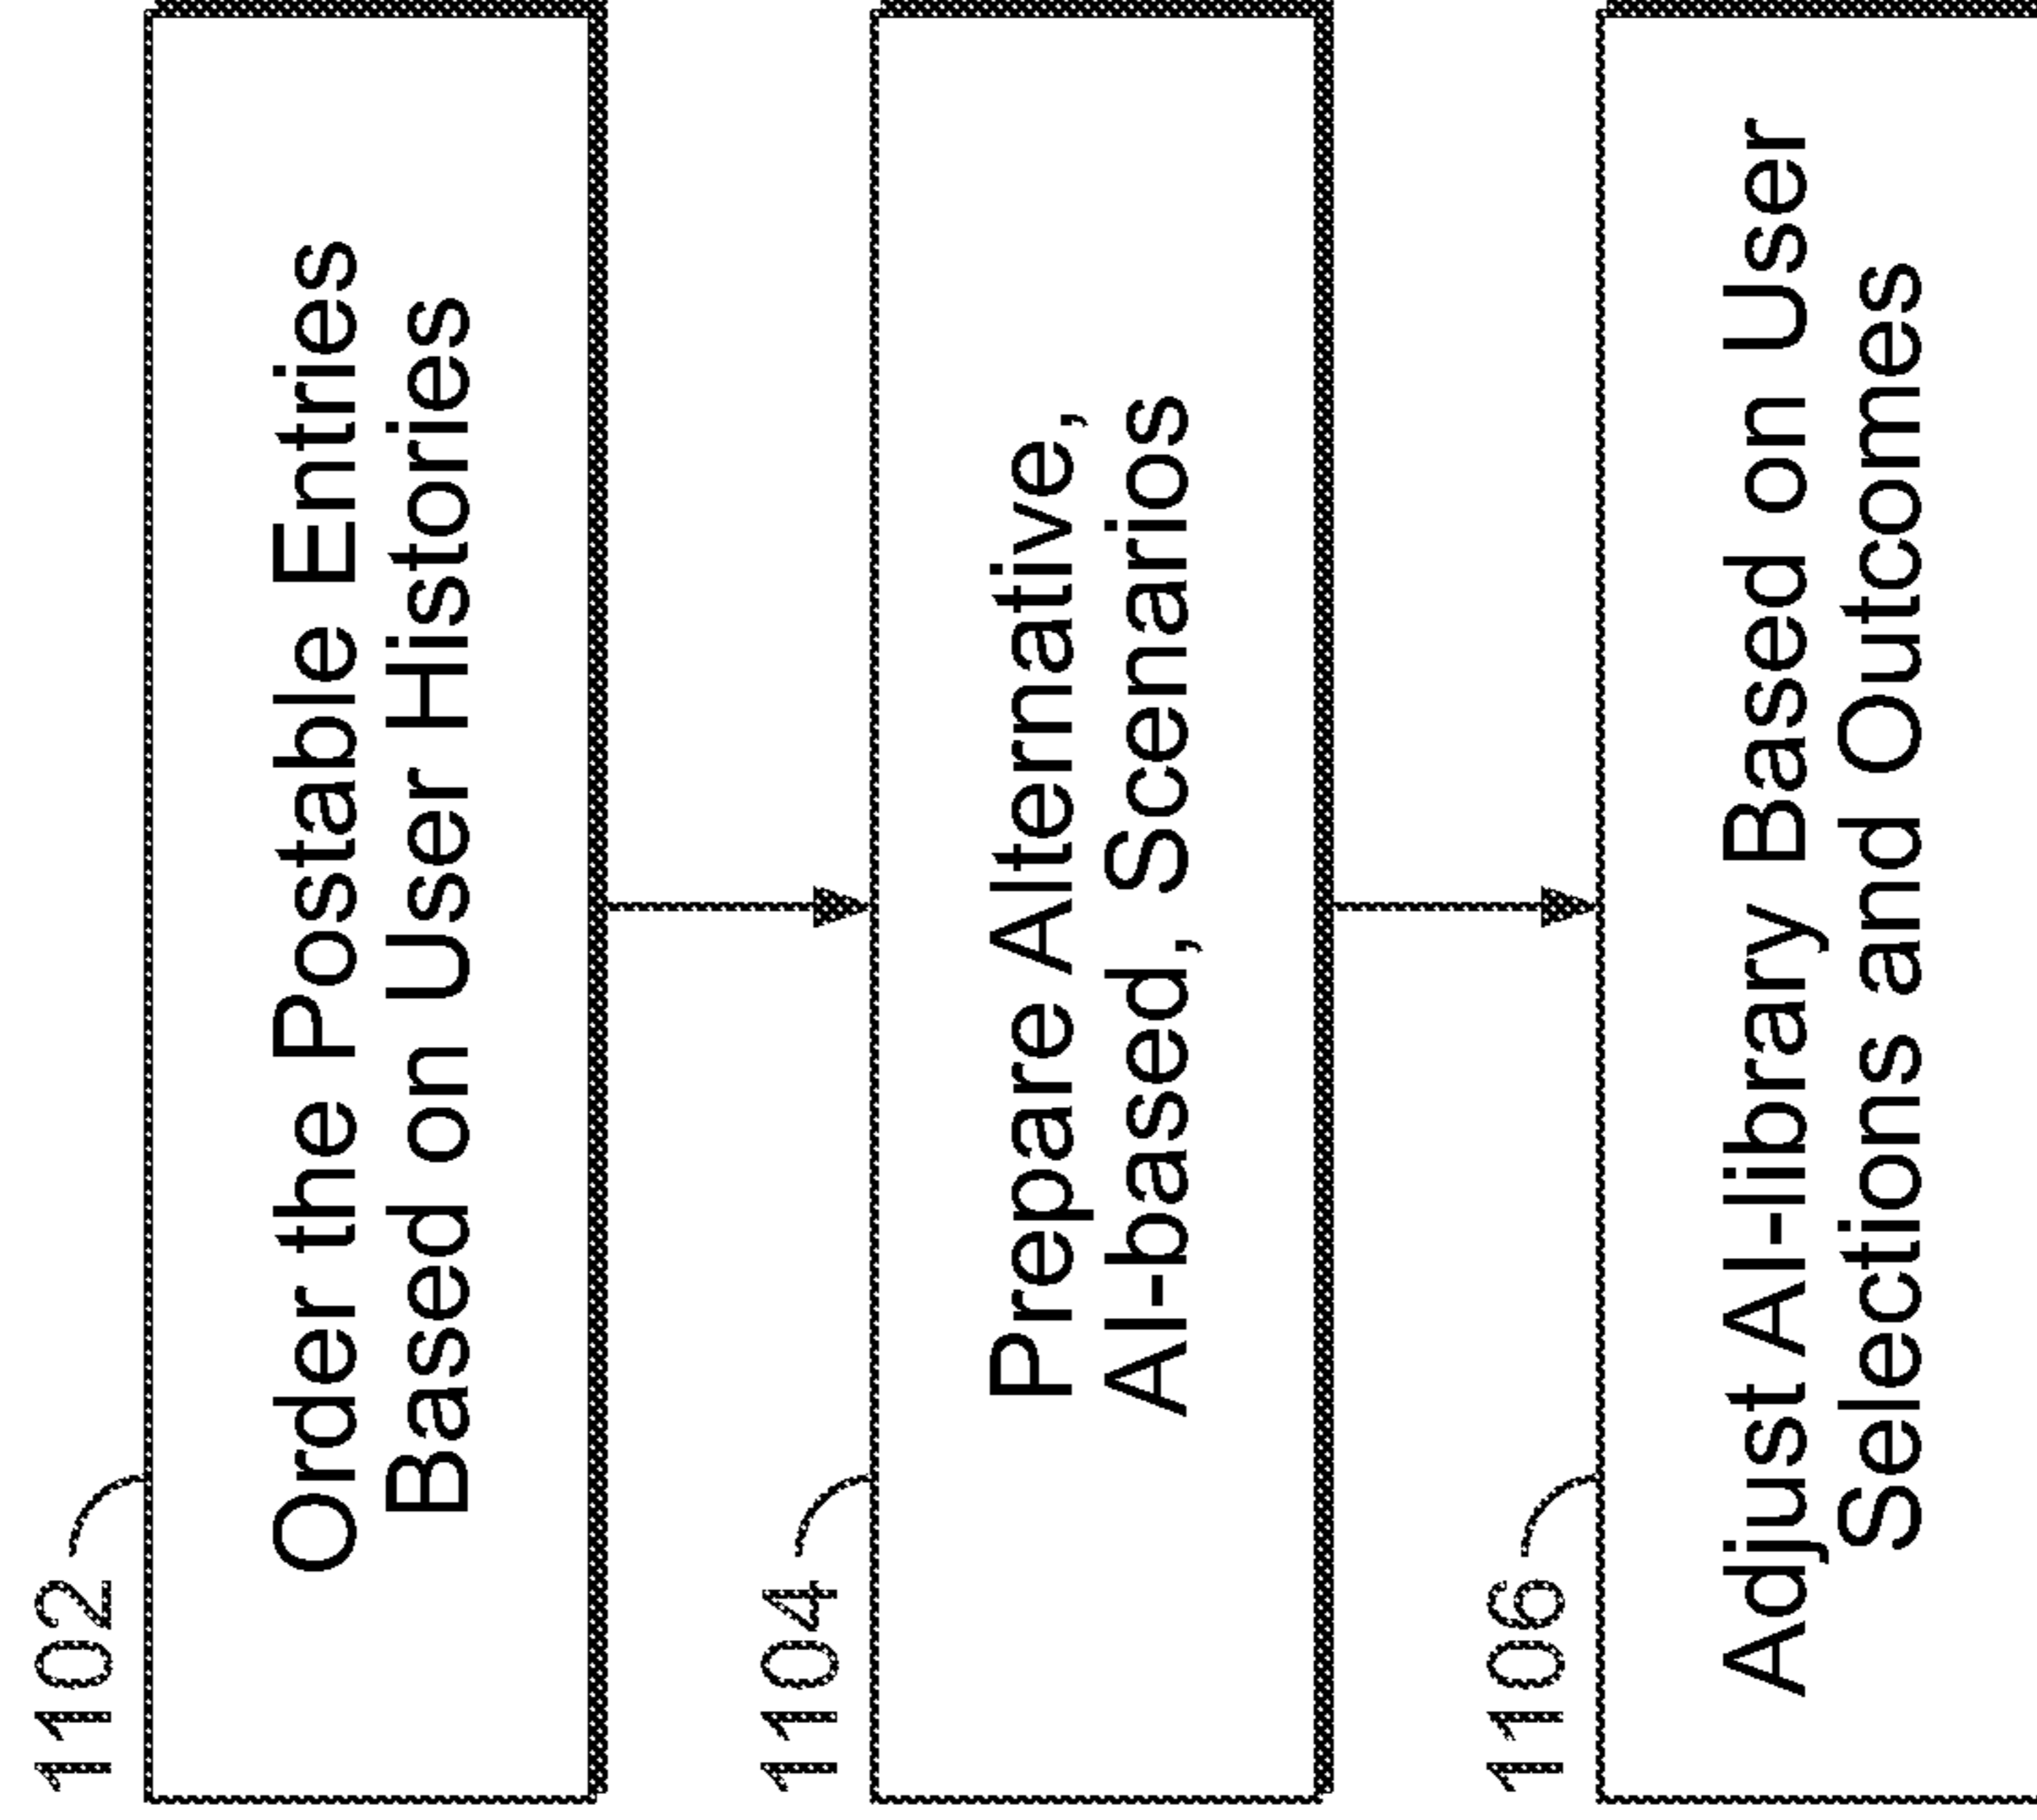 1102
Order the Postable Entries
Based on User Histories
1104
Prepare Alternative,
AI-based, Scenarios
1106
Adjust AI-library Based on User
Selections and Outcomes